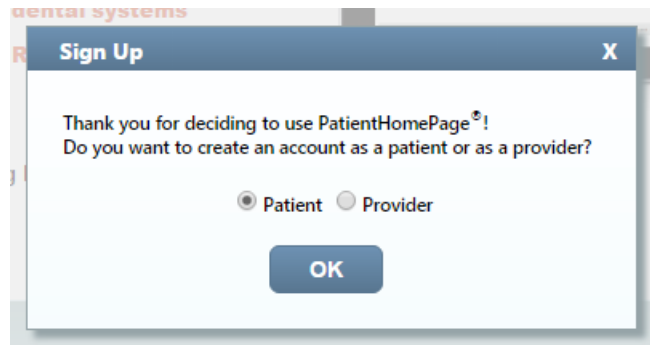 dental systems
Sign Up X
Thank you for deciding to use PatientHomePage®!
Do you want to create an account as a patient or as a provider?
Patient Provider
OK